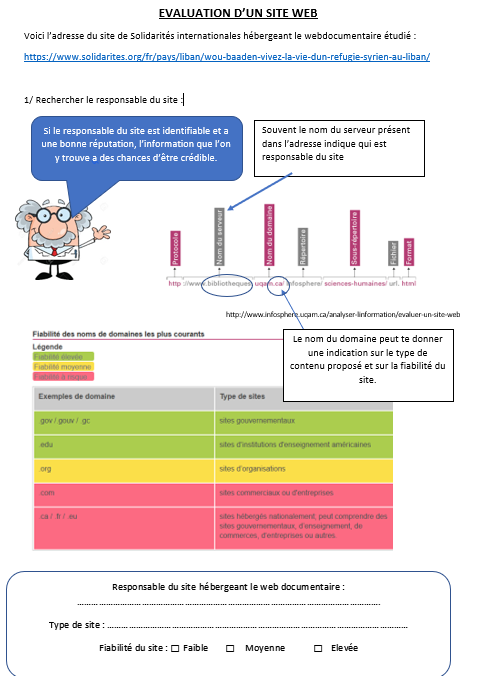 EVALUATION D'UN SITE WEB
Voici l'adresse du site de Solidarités internationales hébergeant le webdocumentaire étudié :
https://www.solidarites.org/fr/pays/liban/wou-baaden-vivez-la-vie-dun-refugie-syrien-au-liban/
1/ Rechercher le responsable du site :
Si le responsable du site est identifiable et a
une bonne réputation, l'information que l'on
y trouve a des chances d'être crédible.
Souvent le nom du serveur présent
dans l'adresse indique qui est
responsable du site
Protocole
Nom du serveur
Nom du domaine
Répertoire
Sous-répertoire
Fichier
Format
http://www.bibliotheques.uqam.ca/infosphere/sciences-humaines/url.html
http://www.infosphere.uqam.ca/analyser-linformation/evaluer-un-site-web
Le nom du domaine peut te donner
une indication sur le type de
contenu proposé et sur la fiabilité du
site.
Fiabilité des noms de domaines les plus courants
Légende
Fiabilité élevée
Fiabilité moyenne
Fiabilité à risque
Exemples de domaine Type de sites
.gov / .gouv / .gc sites gouvernementaux
.edu sites d'institutions d'enseignement américaines
.org sites d'organisations
.com sites commerciaux ou d'entreprises
.ca / .fr / .eu sites hébergés nationalement, peut comprendre des
sites gouvernementaux, d'enseignement, de
commerces, d'entreprises ou autres.
Responsable du site hébergeant le web documentaire :
Type de site :
Fiabilité du site : ☐ Faible ☐ Moyenne ☐ Elevée